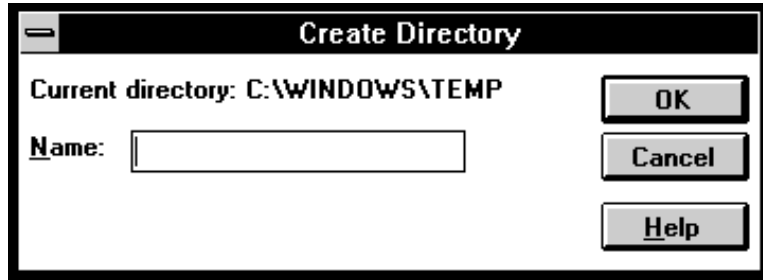 Create Directory
Current directory: C:\WINDOWS\TEMP
OK
Name:
Cancel
Help